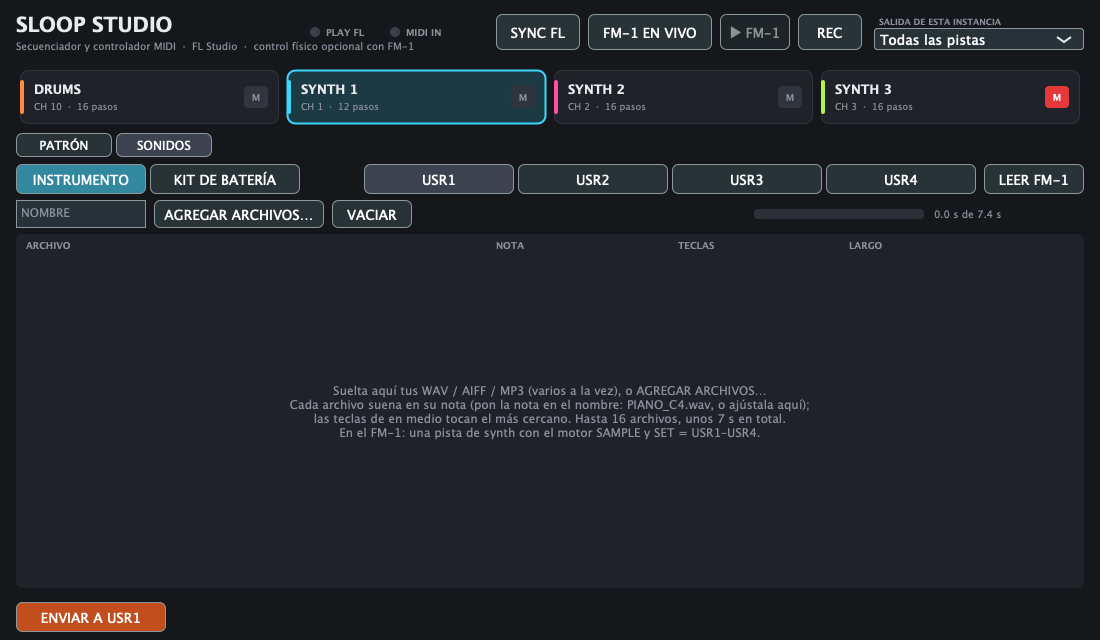 SLOOP STUDIO
Secuenciador y controlador MIDI · FL Studio · control físico opcional con FM-1
PLAY FL
MIDI IN
SYNC FL
FM-1 EN VIVO
FM-1
REC
SALIDA DE ESTA INSTANCIA
Todas las pistas
DRUMS
CH 10 · 16 pasos
M
SYNTH 1
CH 1 · 12 pasos
M
SYNTH 2
CH 2 · 16 pasos
M
SYNTH 3
CH 3 · 16 pasos
M
PATRÓN
SONIDOS
INSTRUMENTO
KIT DE BATERÍA
USR1
USR2
USR3
USR4
LEER FM-1
NOMBRE
AGREGAR ARCHIVOS...
VACIAR
0.0 s de 7.4 s
ARCHIVO
NOTA
TECLAS
LARGO
Suelta aquí tus WAV / AIFF / MP3 (varios a la vez), o AGREGAR ARCHIVOS...
Cada archivo suena en su nota (pon la nota en el nombre: PIANO_C4.wav, o ajústala aquí);
las teclas de en medio tocan el más cercano. Hasta 16 archivos, unos 7 s en total.
En el FM-1: una pista de synth con el motor SAMPLE y SET = USR1-USR4.
ENVIAR A USR1